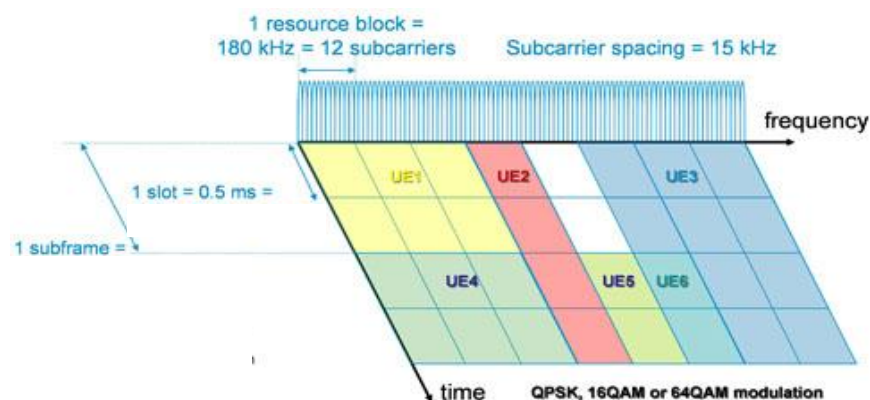 1 resource block =
180 kHz = 12 subcarriers
Subcarrier spacing = 15 kHz
frequency
UE1
UE2
UE3
1 slot = 0.5 ms =
1 subframe =
UE4
UE5
UE6
time
QPSK, 16QAM or 64QAM modulation